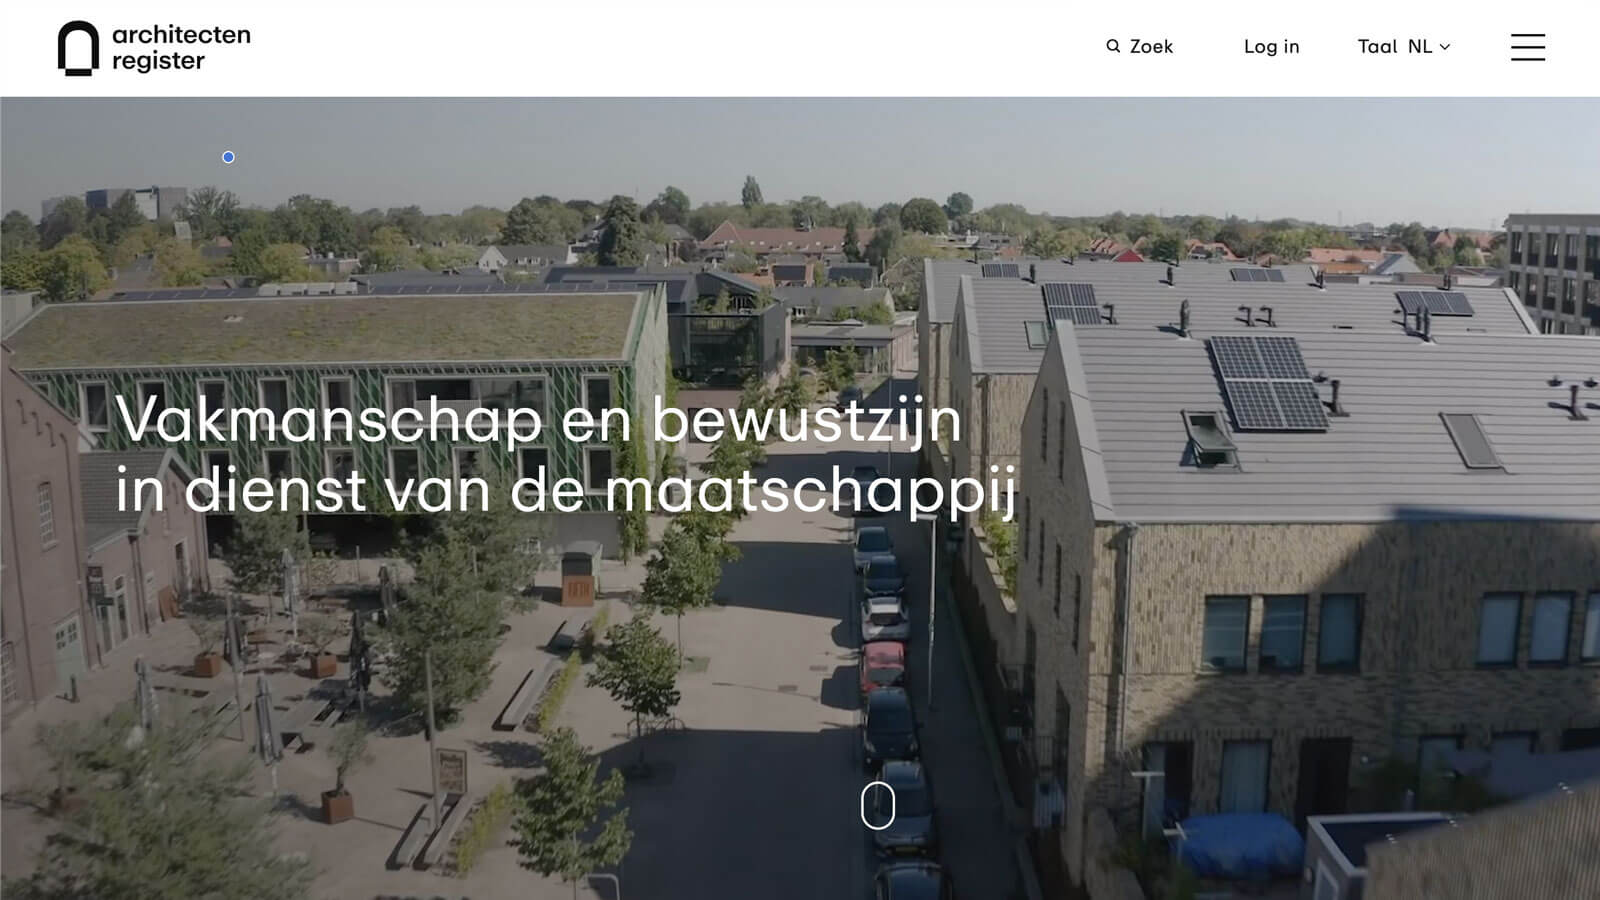 architecten
register
Zoek
Log in
Taal NL
Vakmanschap en bewustzijn
in dienst van de maatschappij